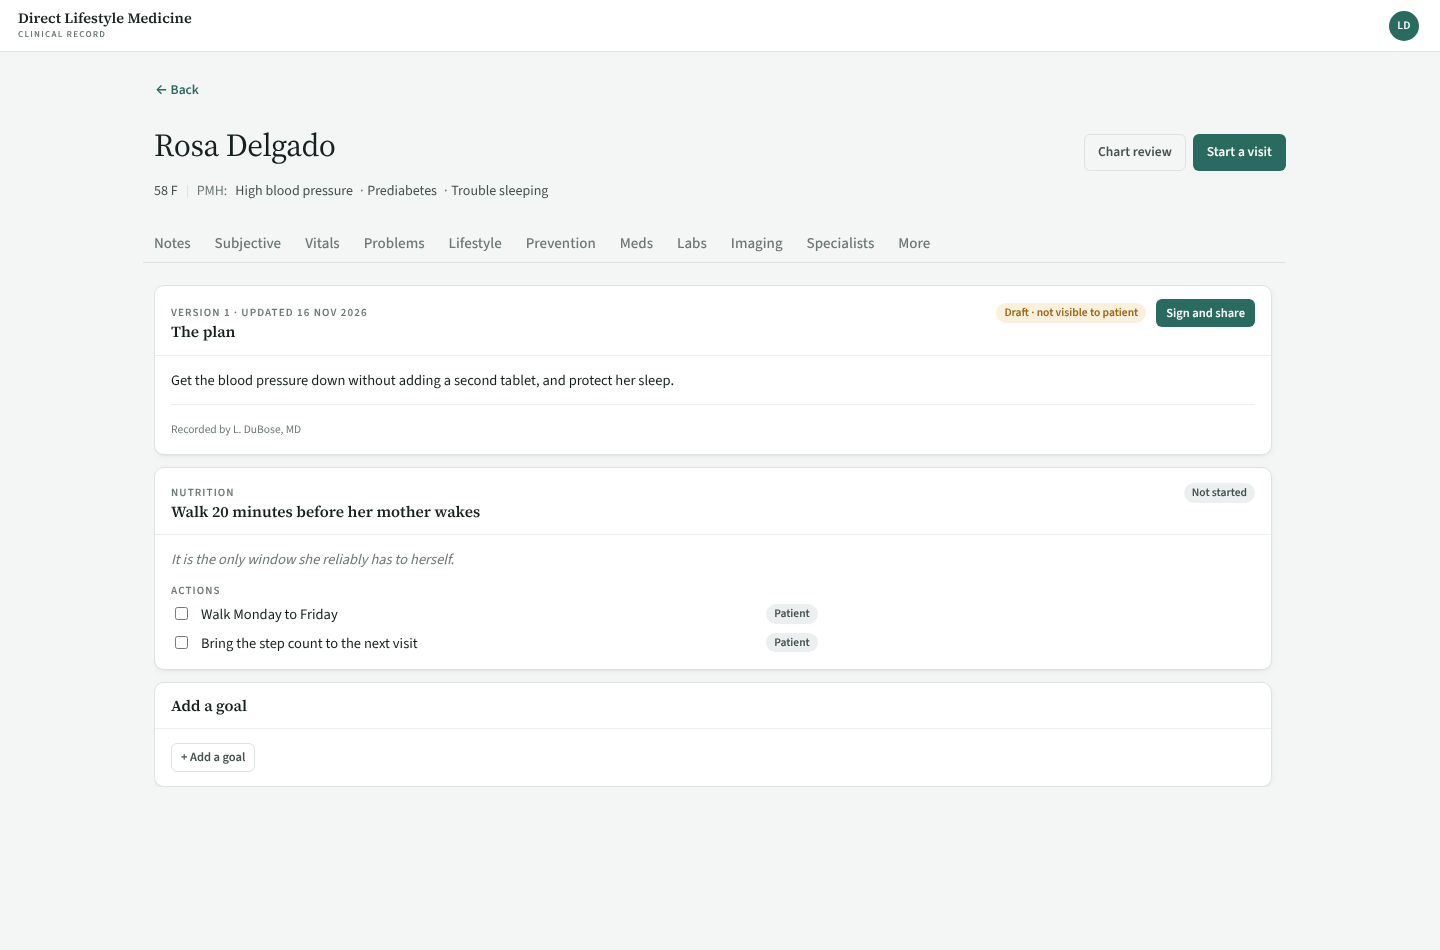 Direct Lifestyle Medicine
CLINICAL RECORD
LD
← Back
Rosa Delgado
Chart review
Start a visit
58 F | PMH: High blood pressure · Prediabetes · Trouble sleeping
Notes Subjective Vitals Problems Lifestyle Prevention Meds Labs Imaging Specialists More
VERSION 1 · UPDATED 16 NOV 2026
The plan
Draft · not visible to patient
Sign and share
Get the blood pressure down without adding a second tablet, and protect her sleep.
Recorded by L. DuBose, MD
NUTRITION
Walk 20 minutes before her mother wakes
Not started
It is the only window she reliably has to herself.
ACTIONS
Walk Monday to Friday Patient
Bring the step count to the next visit Patient
Add a goal
+ Add a goal